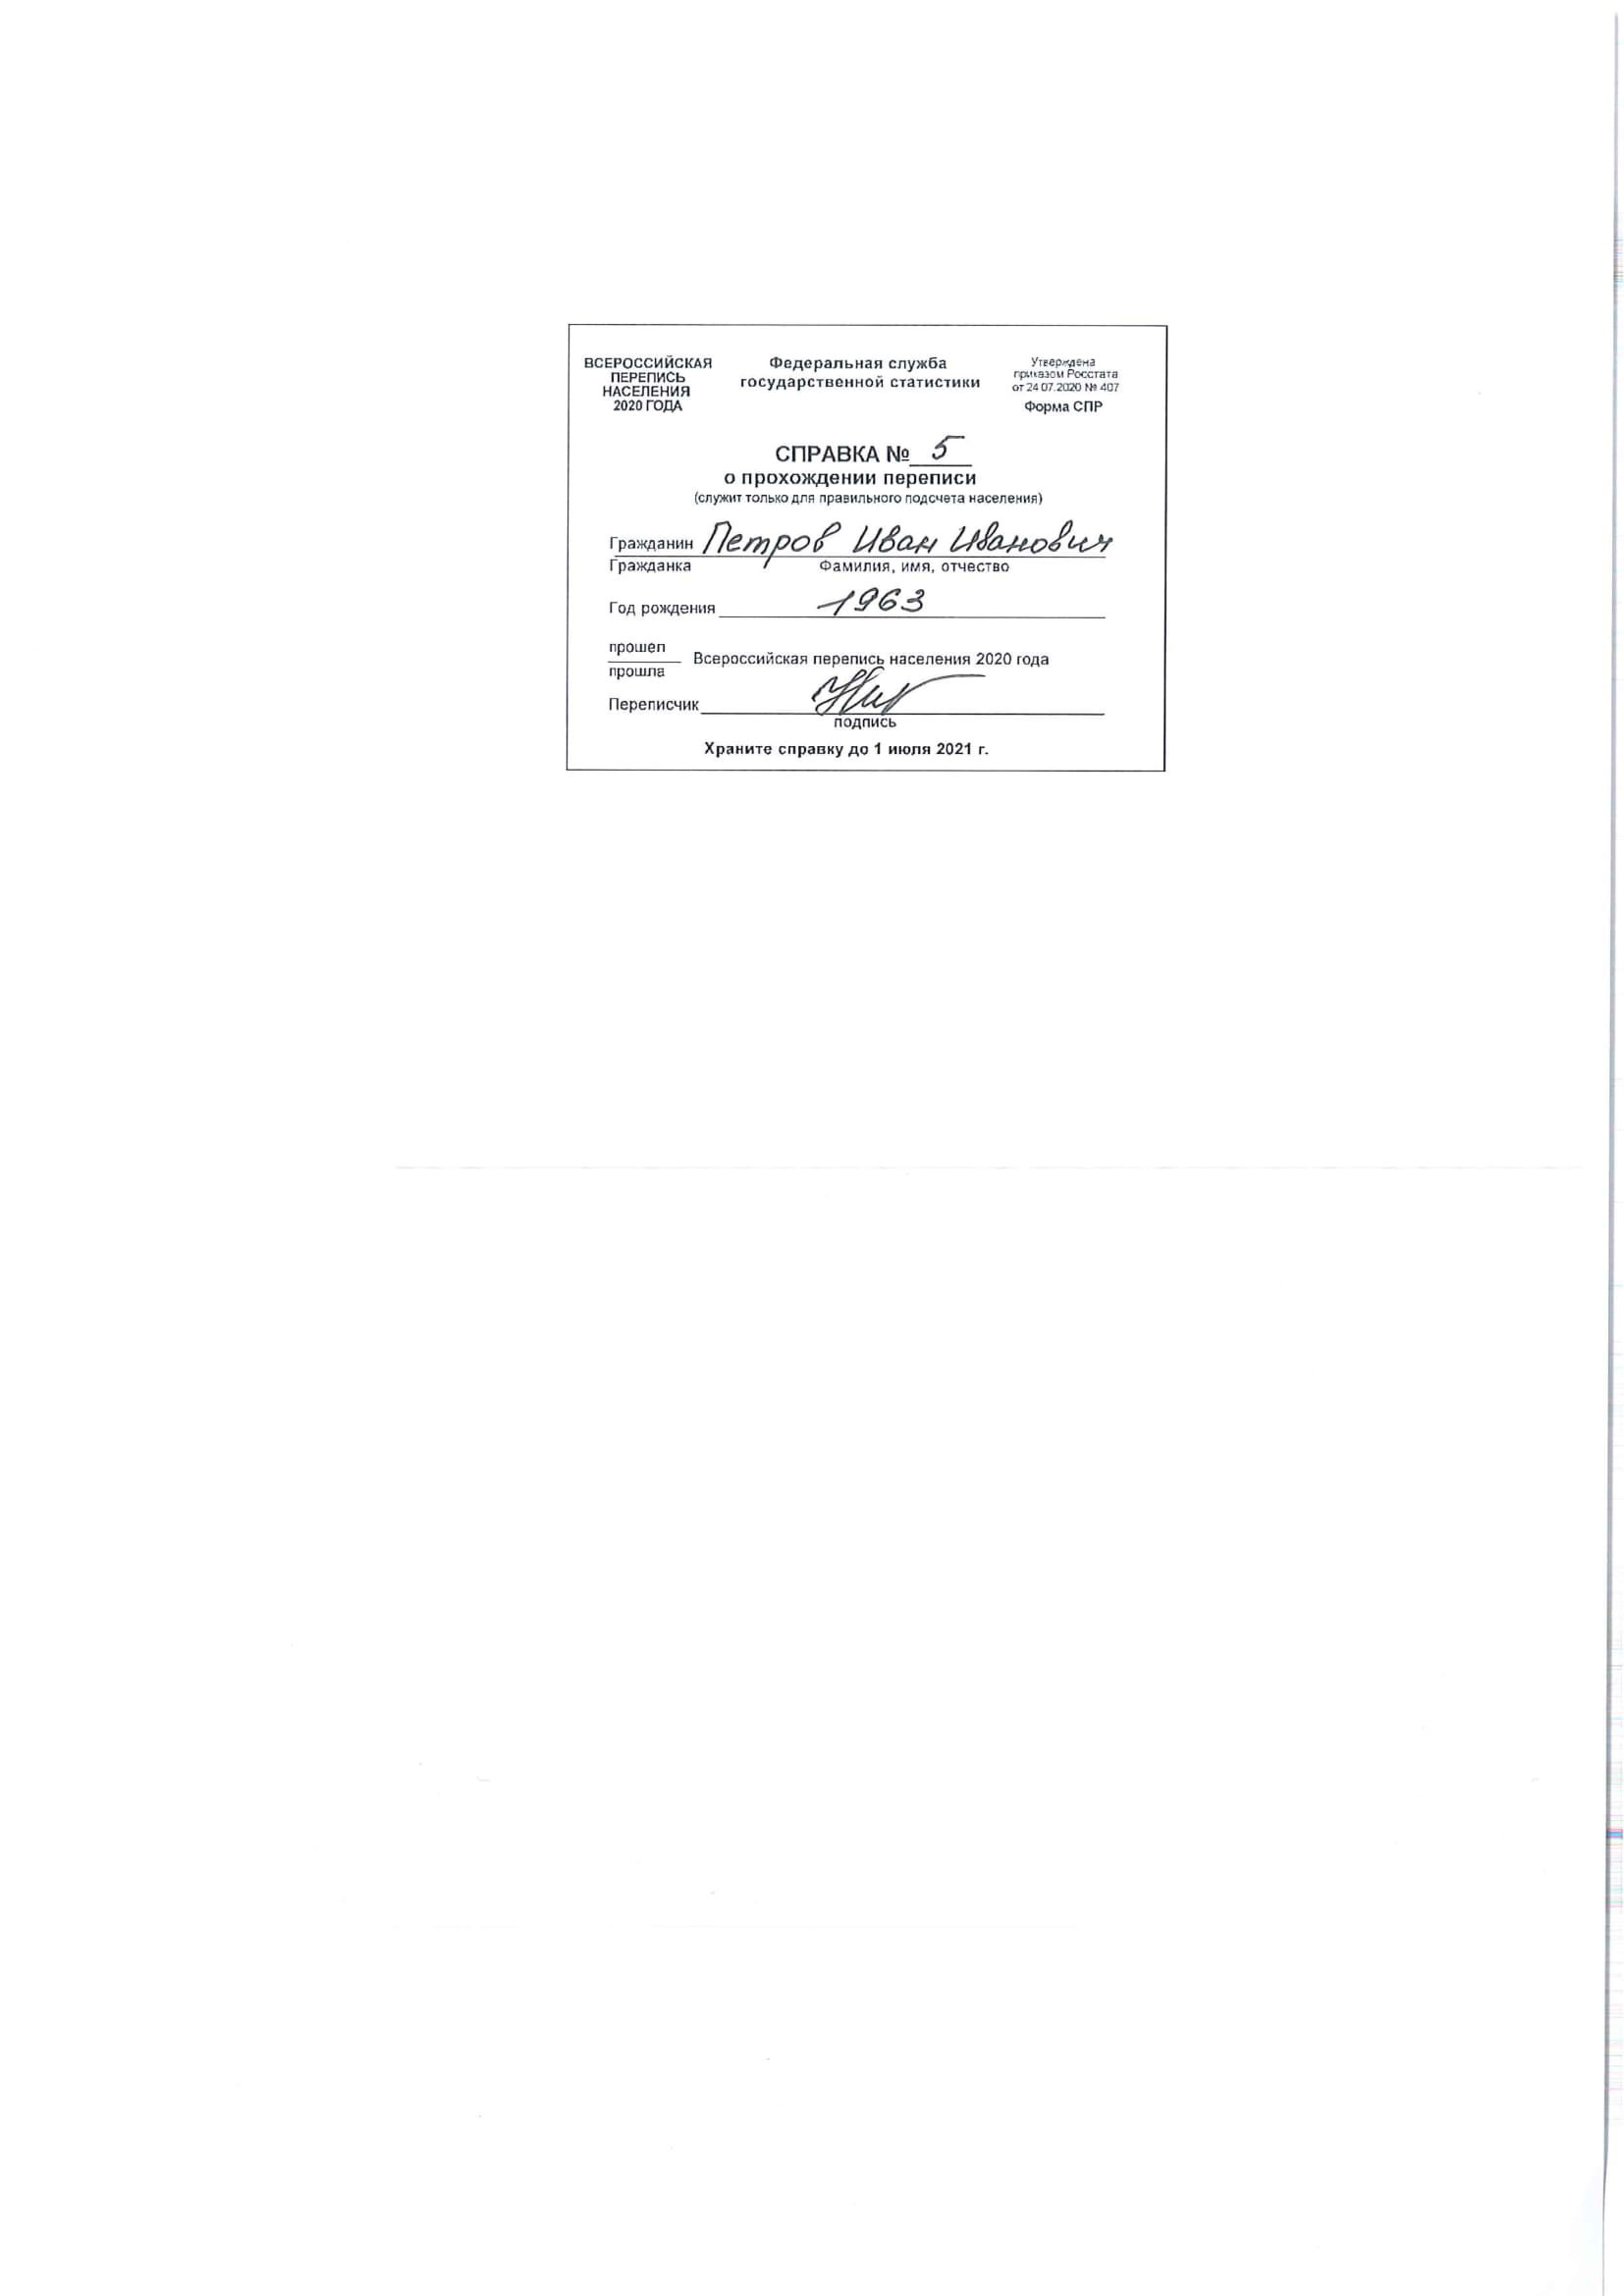 ВСЕРОССИЙСКАЯ
ПЕРЕПИСЬ
НАСЕЛЕНИЯ
2020 ГОДА
Федеральная служба
государственной статистики
Утверждена
приказом Росстата
от 24.07.2020 № 407
Форма СПР
СПРАВКА № 5
о прохождении переписи
(служит только для правильного подсчета населения)
Гражданин Петров Иван Иванович
Гражданка Фамилия, имя, отчество
Год рождения 1963
прошел
Всероссийская перепись населения 2020 года
прошла
Переписчик
подпись
Храните справку до 1 июля 2021 г.